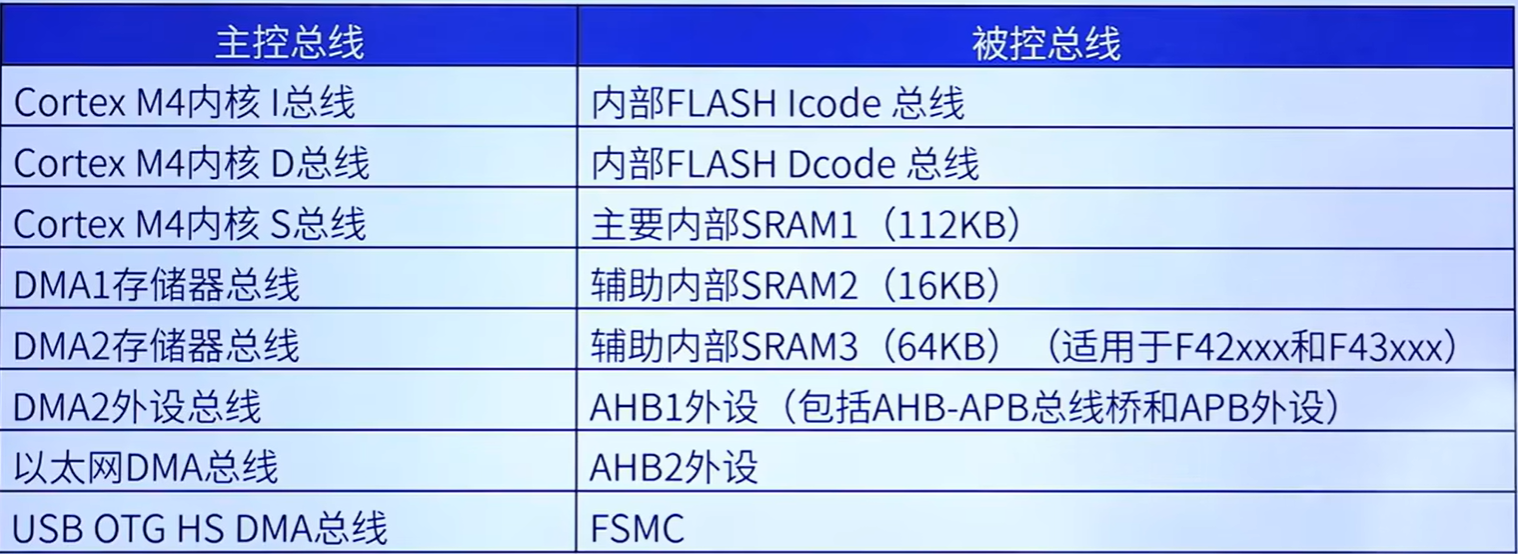 主控总线 被控总线
Cortex M4内核 I总线 内部FLASH Icode 总线
Cortex M4内核 D总线 内部FLASH Dcode 总线
Cortex M4内核 S总线 主要内部SRAM1（112KB）
DMA1存储器总线 辅助内部SRAM2（16KB）
DMA2存储器总线 辅助内部SRAM3（64KB）（适用于F42xxx和F43xxx）
DMA2外设总线 AHB1外设（包括AHB-APB总线桥和APB外设）
以太网DMA总线 AHB2外设
USB OTG HS DMA总线 FSMC